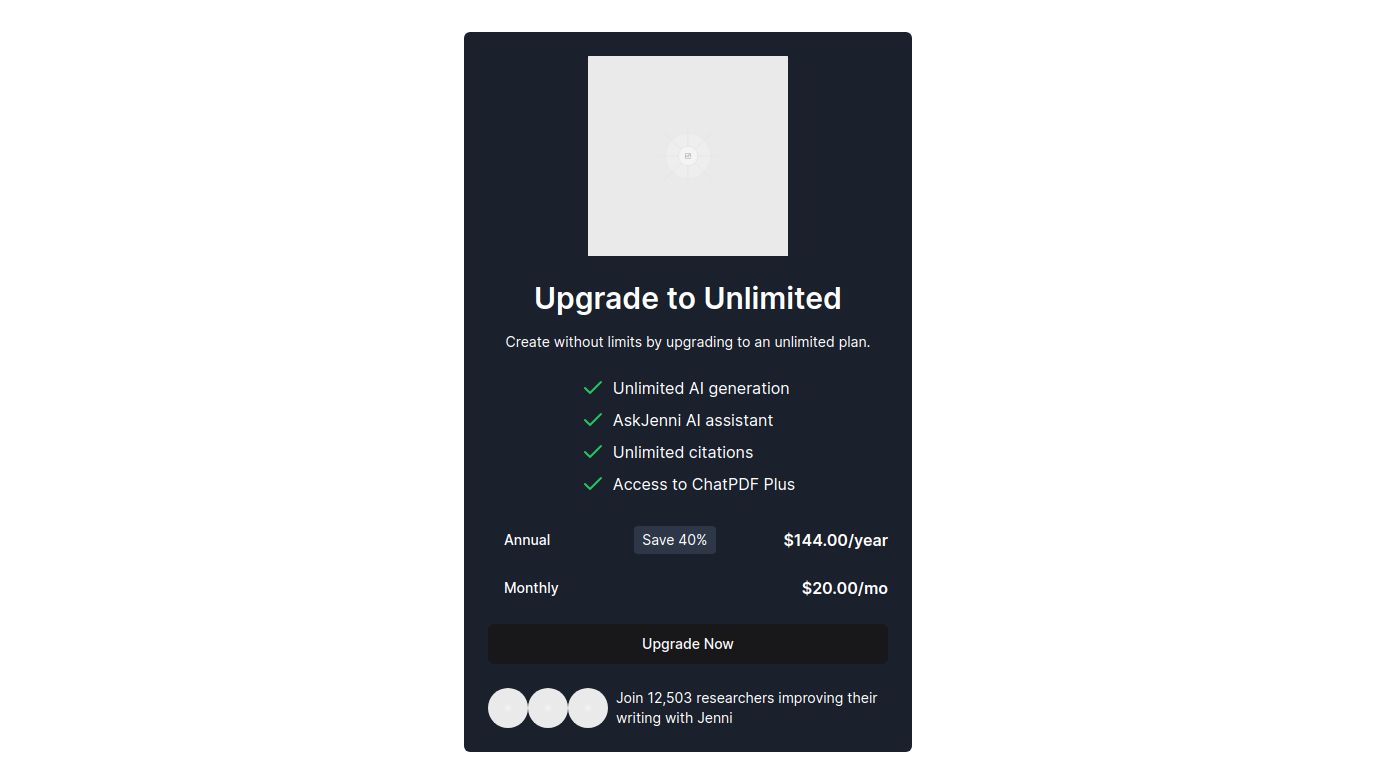 Upgrade to Unlimited
Create without limits by upgrading to an unlimited plan.
Unlimited AI generation
AskJenni AI assistant
Unlimited citations
Access to ChatPDF Plus
Annual Save 40% $144.00/year
Monthly $20.00/mo
Upgrade Now
Join 12,503 researchers improving their
writing with Jenni